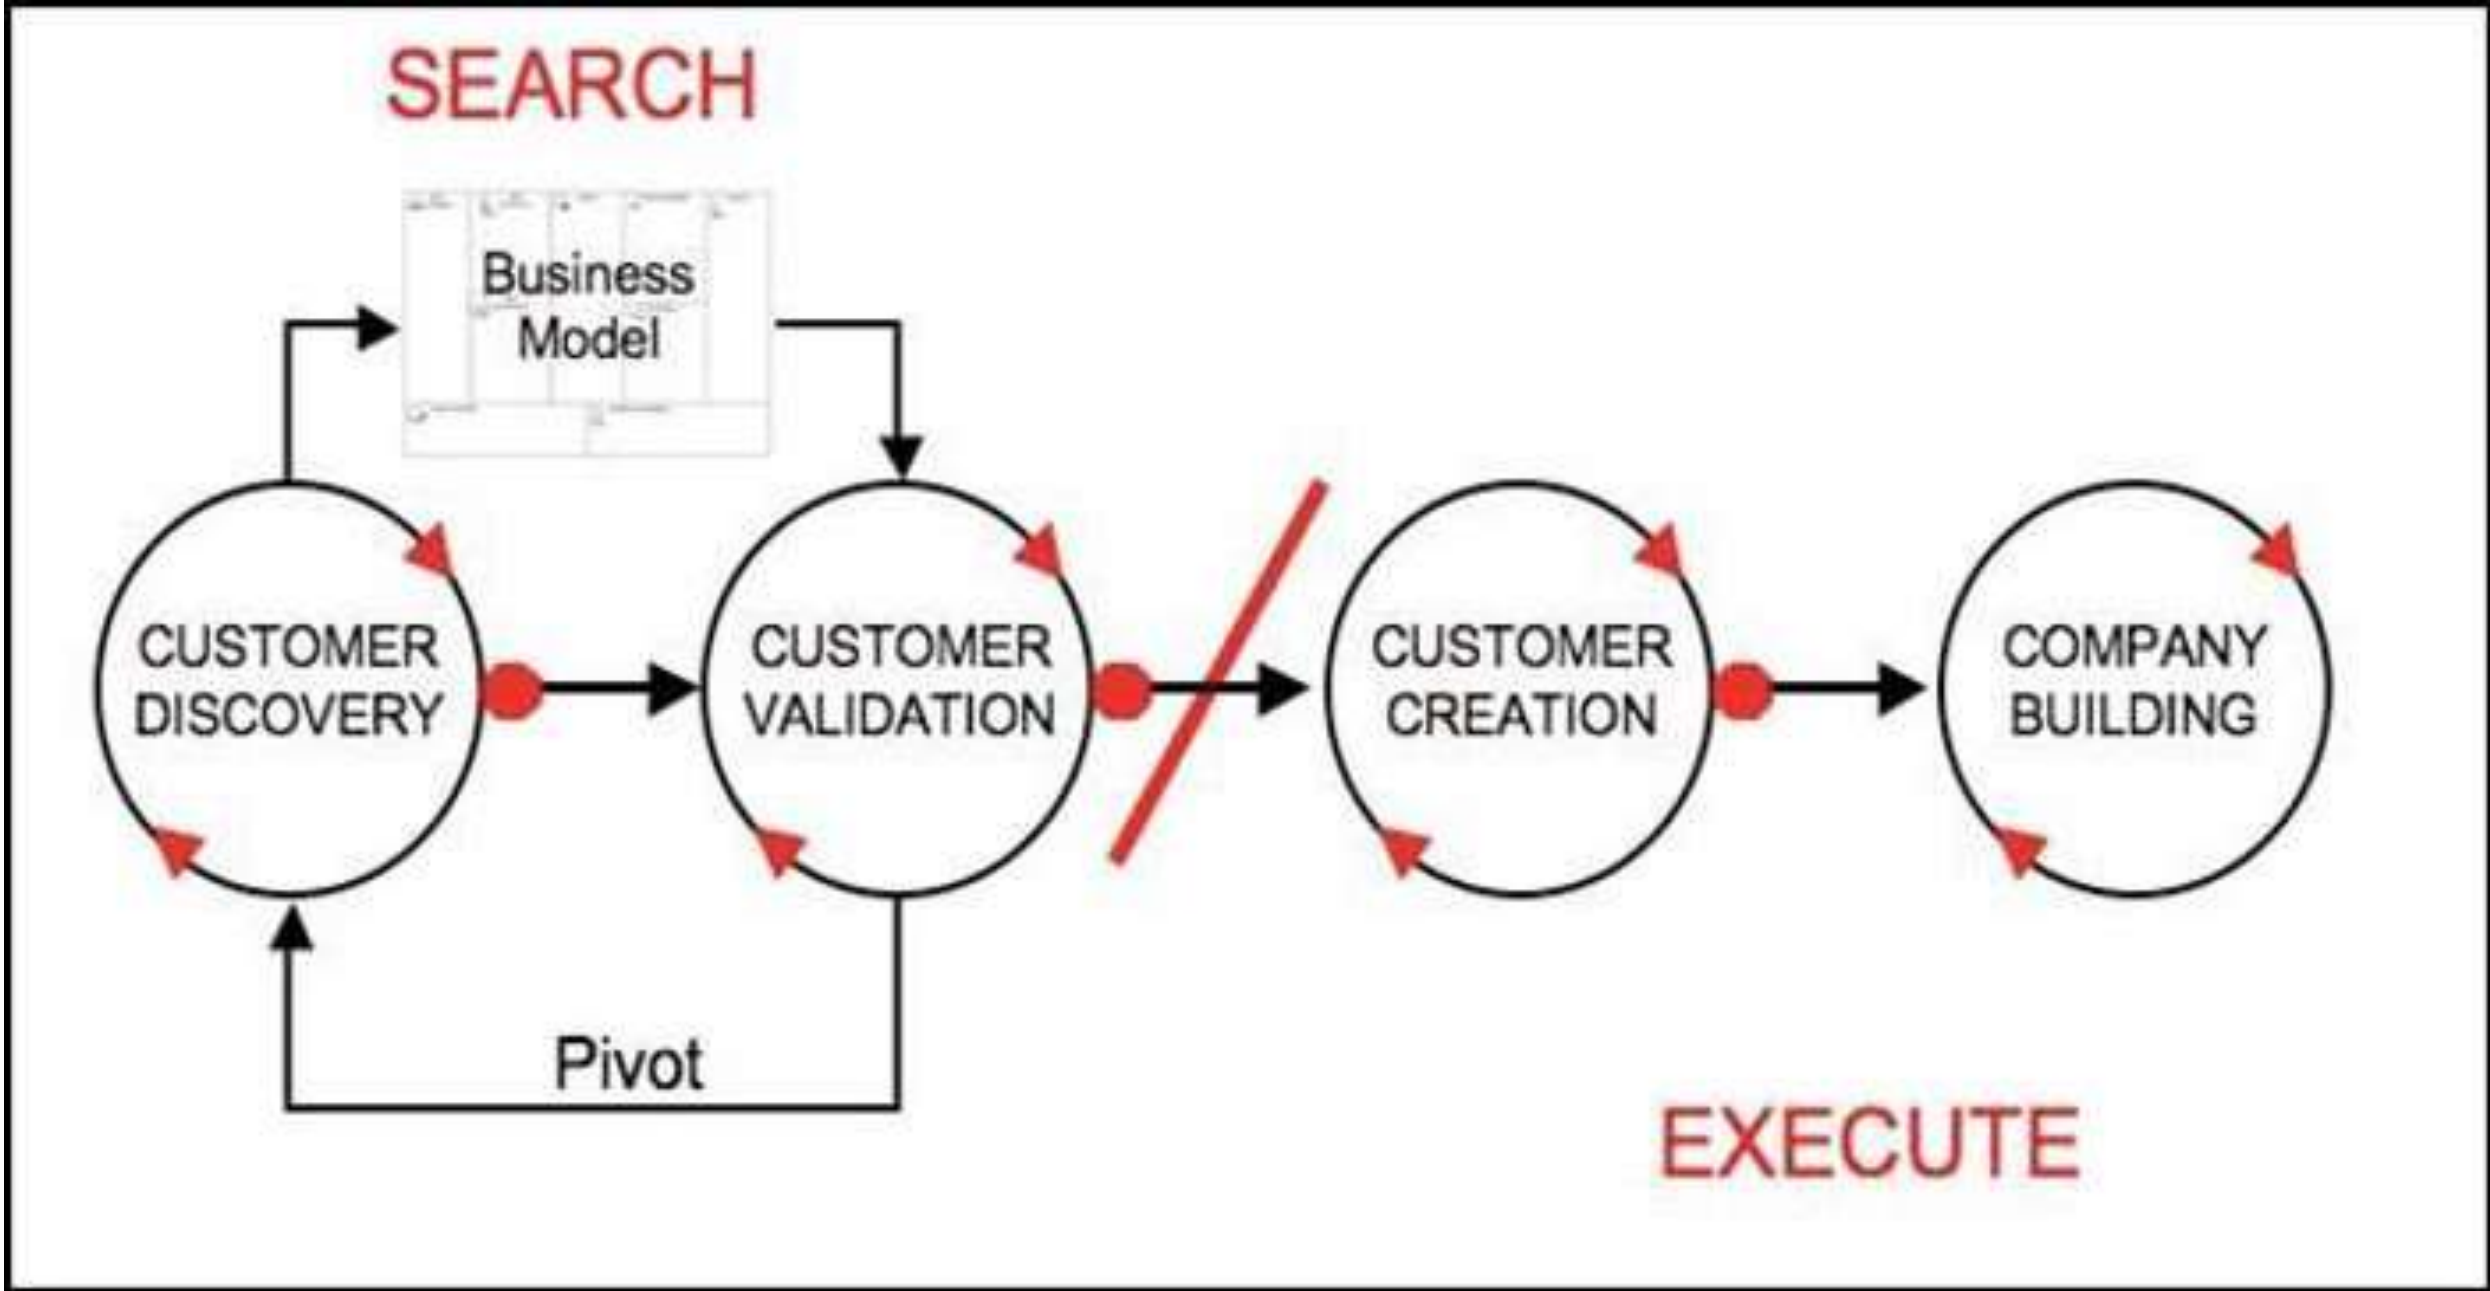 SEARCH
Business
Model
CUSTOMER
DISCOVERY
CUSTOMER
VALIDATION
CUSTOMER
CREATION
COMPANY
BUILDING
Pivot
EXECUTE